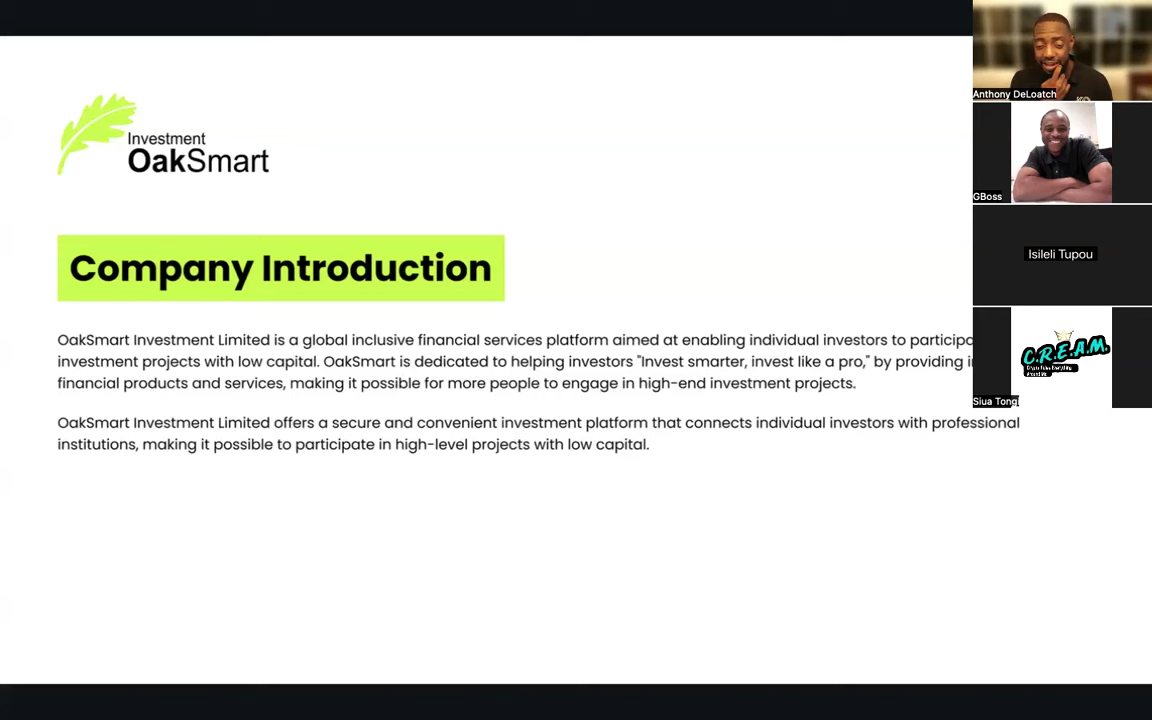 Investment
OakSmart
Company Introduction
OakSmart Investment Limited is a global inclusive financial services platform aimed at enabling individual investors to
investment projects with low capital. OakSmart is dedicated to helping investors "Invest smarter, invest like a pro," by providing
financial products and services, making it possible for more people to engage in high-end investment projects.
OakSmart Investment Limited offers a secure and convenient investment platform that connects individual investors with professional
institutions, making it possible to participate in high-level projects with low capital.
Anthony DeLoatch
GBoss
Isileli Tupou
C.R.E.A.M.
Siua Tong